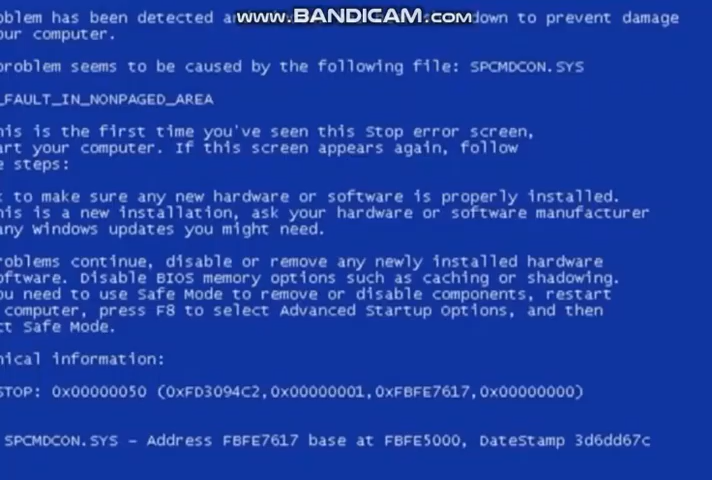 oblem has been detected a www.BANDICAM.com down to prevent damage
our computer.
problem seems to be caused by the following file: SPCMDCON.SYS
_FAULT_IN_NONPAGED_AREA
his is the first time you've seen this Stop error screen,
art your computer. If this screen appears again, follow
e steps:
k to make sure any new hardware or software is properly installed.
his is a new installation, ask your hardware or software manufacturer
any Windows updates you might need.
roblems continue, disable or remove any newly installed hardware
oftware. Disable BIOS memory options such as caching or shadowing.
ou need to use Safe Mode to remove or disable components, restart
computer, press F8 to select Advanced Startup Options, and then
ct Safe Mode.
nical information:
STOP: 0x00000050 (0xFD3094C2,0x00000001,0xFBFE7617,0x00000000)
SPCMDCON.SYS - Address FBFE7617 base at FBFE5000, DateStamp 3d6dd67c